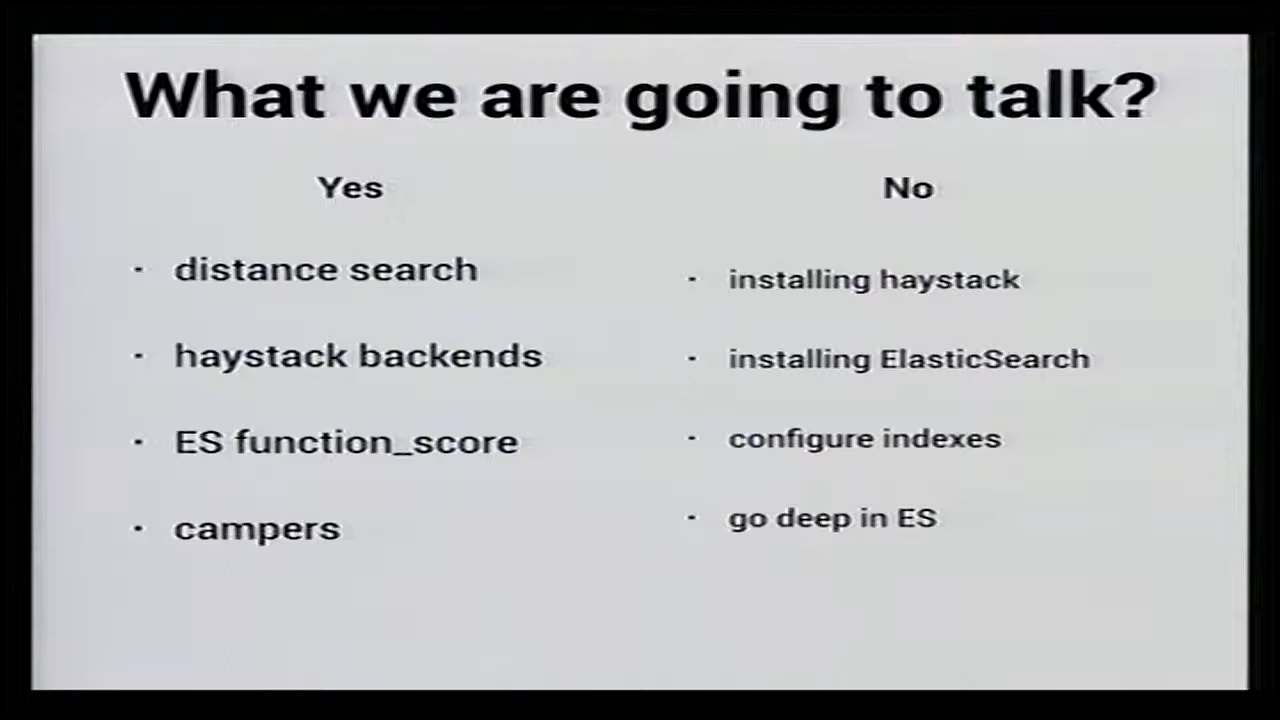 What we are going to talk?
Yes
· distance search
· haystack backends
· ES function_score
· campers
No
· installing haystack
· installing ElasticSearch
· configure indexes
· go deep in ES